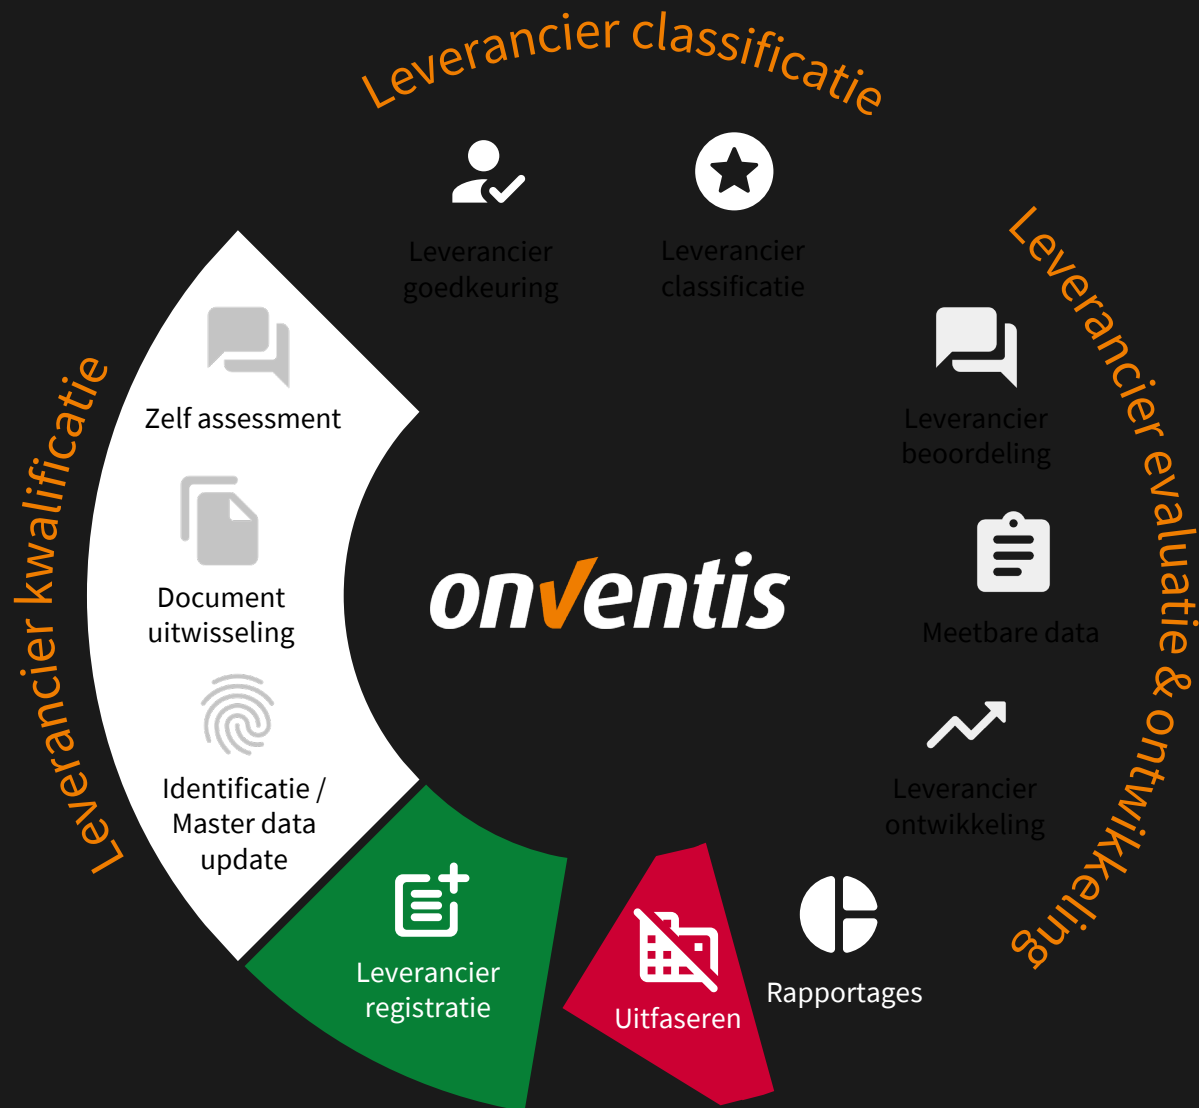 Leverancier classificatie
Leverancier
goedkeuring
Leverancier
classificatie
Leverancier kwalificatie
Zelf assessment
Document
uitwisseling
Identificatie /
Master data
update
onventis
Leverancier evaluatie & ontwikkeling
Leverancier
beoordeling
Meetbare data
Leverancier
ontwikkeling
Leverancier
registratie
Uitfaseren
Rapportages